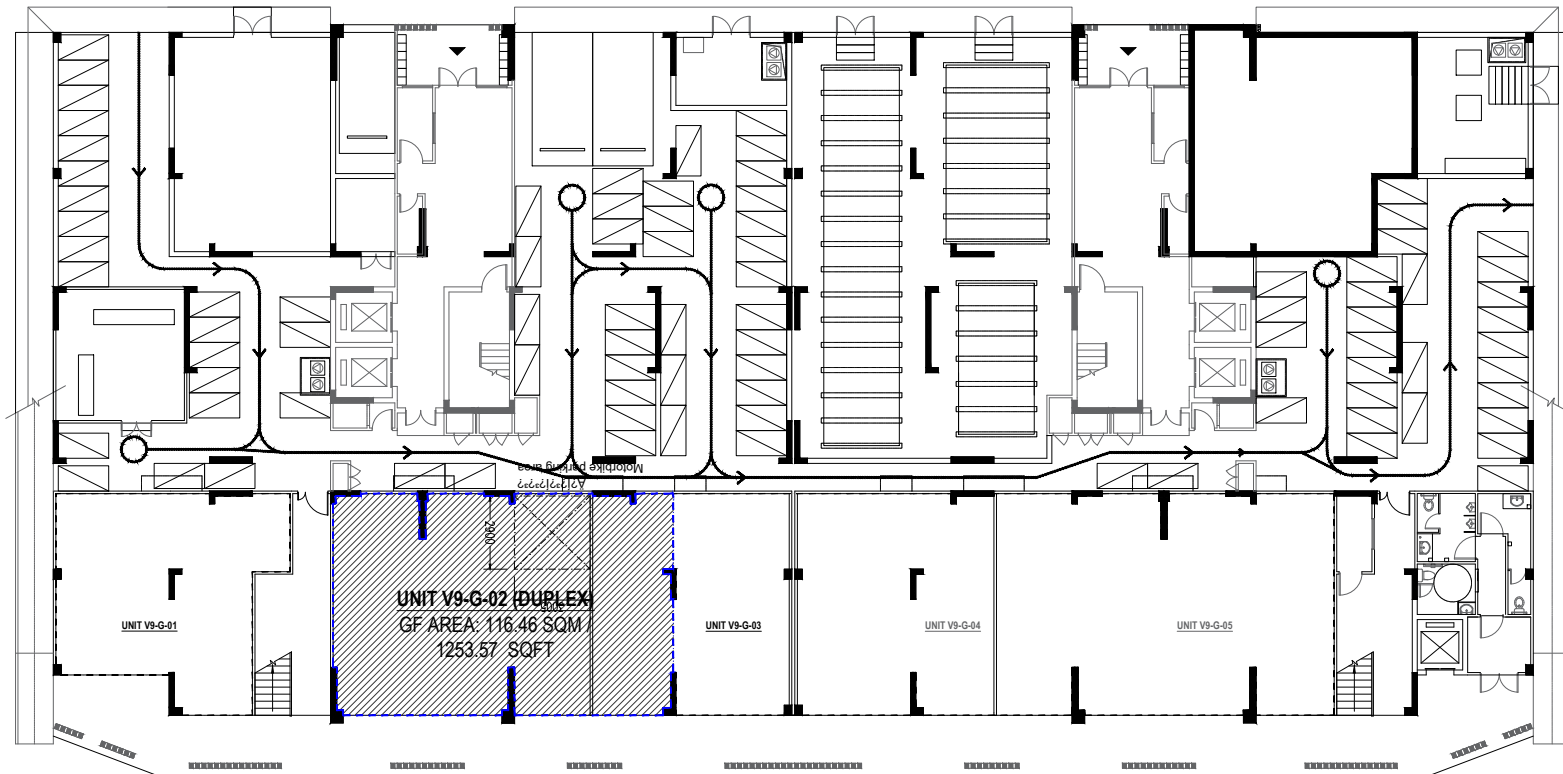 Motorbike parking area
2900
UNIT V9-G-02 (DUPLEX)
GF AREA: 116.46 SQM /
1253.57 SQFT
UNIT V9-G-01
UNIT V9-G-03
UNIT V9-G-04
UNIT V9-G-05